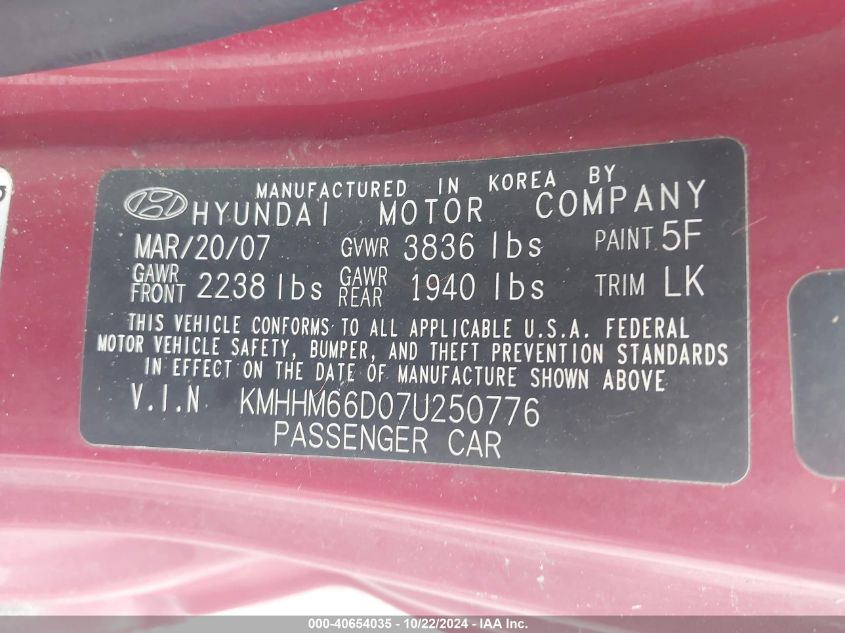 MANUFACTURED IN KOREA BY
HYUNDAI MOTOR COMPANY
MAR/20/07 GVWR 3836 lbs PAINT 5F
GAWR FRONT 2238 lbs GAWR REAR 1940 lbs TRIM LK
THIS VEHICLE CONFORMS TO ALL APPLICABLE U.S.A. FEDERAL
MOTOR VEHICLE SAFETY, BUMPER, AND THEFT PREVENTION STANDARDS
IN EFFECT ON THE DATE OF MANUFACTURE SHOWN ABOVE
V.I.N KMHHM66D07U250776
PASSENGER CAR
000-40654035 - 10/22/2024 - IAA Inc.